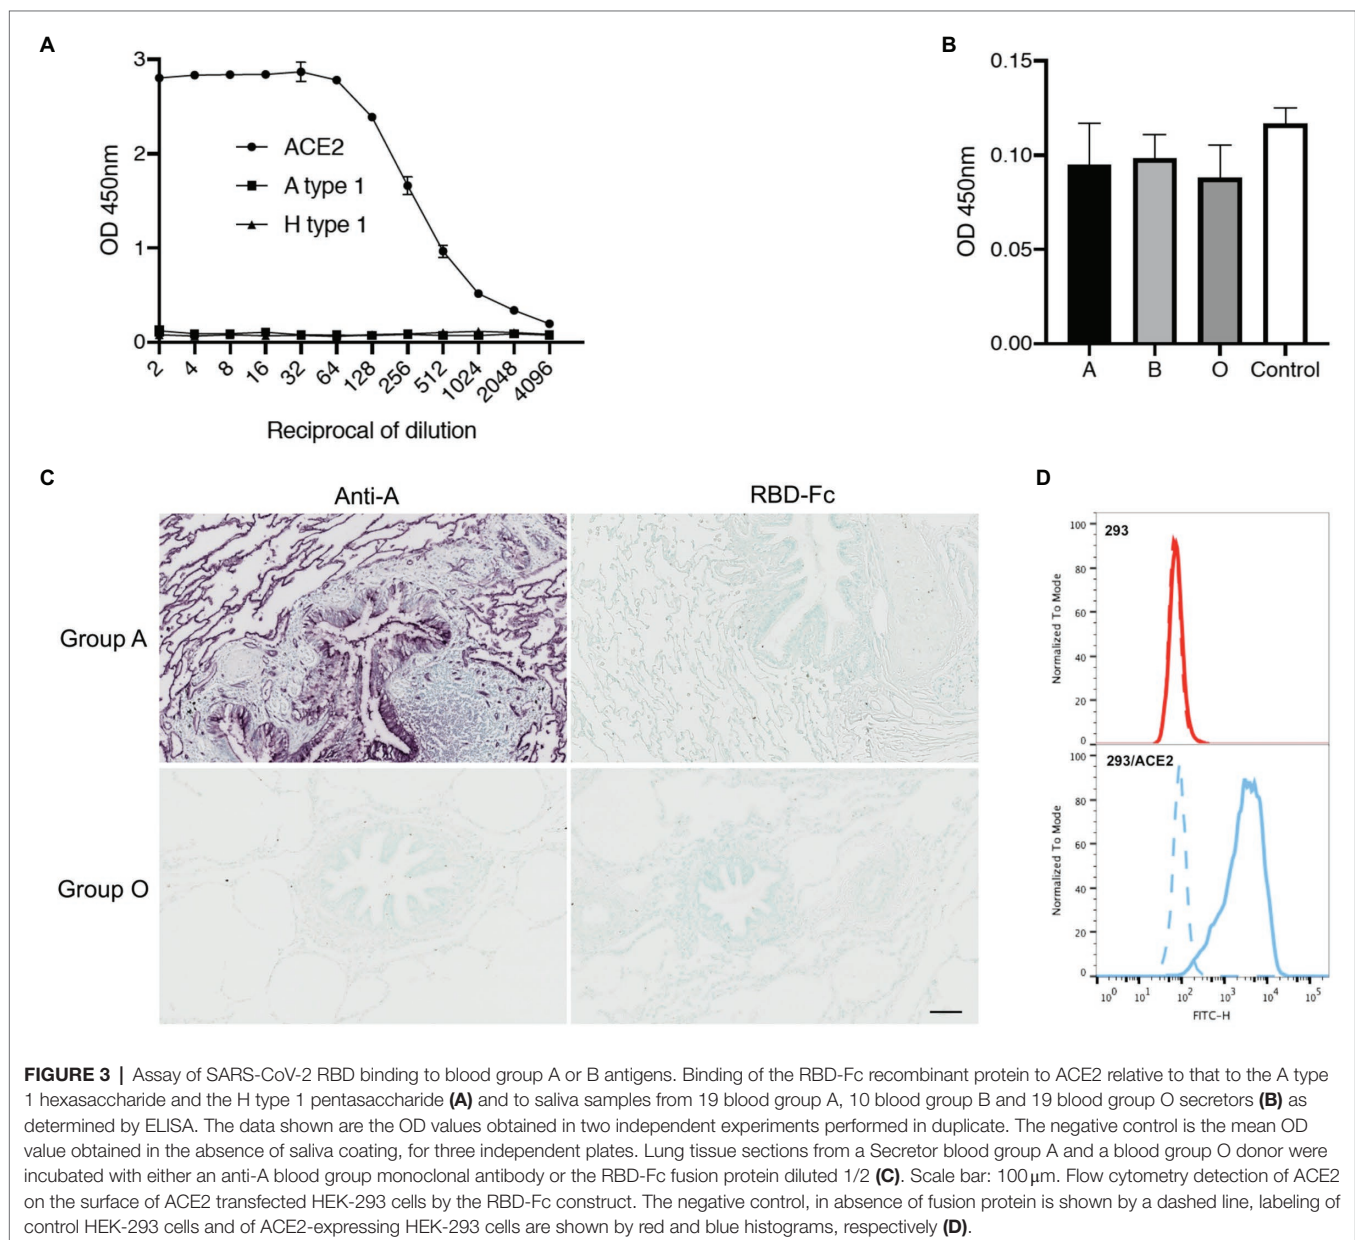 A
3
2
1
0
OD 450nm
ACE2
A type 1
H type 1
2
4
8
16
32
64
128
256
512
1024
2048
4096
Reciprocal of dilution
B
0.15
0.10
0.05
0.00
OD 450nm
A
B
O
Control
C
Anti-A
RBD-Fc
Group A
Group O
D
293
100
80
60
40
20
0
Normalized To Mode
293/ACE2
100
80
60
40
20
0
Normalized To Mode
10^0 10^1 10^2 10^3 10^4 10^5
FITC-H
FIGURE 3 | Assay of SARS-CoV-2 RBD binding to blood group A or B antigens. Binding of the RBD-Fc recombinant protein to ACE2 relative to that to the A type
1 hexasaccharide and the H type 1 pentasaccharide (A) and to saliva samples from 19 blood group A, 10 blood group B and 19 blood group O secretors (B) as
determined by ELISA. The data shown are the OD values obtained in two independent experiments performed in duplicate. The negative control is the mean OD
value obtained in the absence of saliva coating, for three independent plates. Lung tissue sections from a Secretor blood group A and a blood group O donor were
incubated with either an anti-A blood group monoclonal antibody or the RBD-Fc fusion protein diluted 1/2 (C). Scale bar: 100 μm. Flow cytometry detection of ACE2
on the surface of ACE2 transfected HEK-293 cells by the RBD-Fc construct. The negative control, in absence of fusion protein is shown by a dashed line, labeling of
control HEK-293 cells and of ACE2-expressing HEK-293 cells are shown by red and blue histograms, respectively (D).